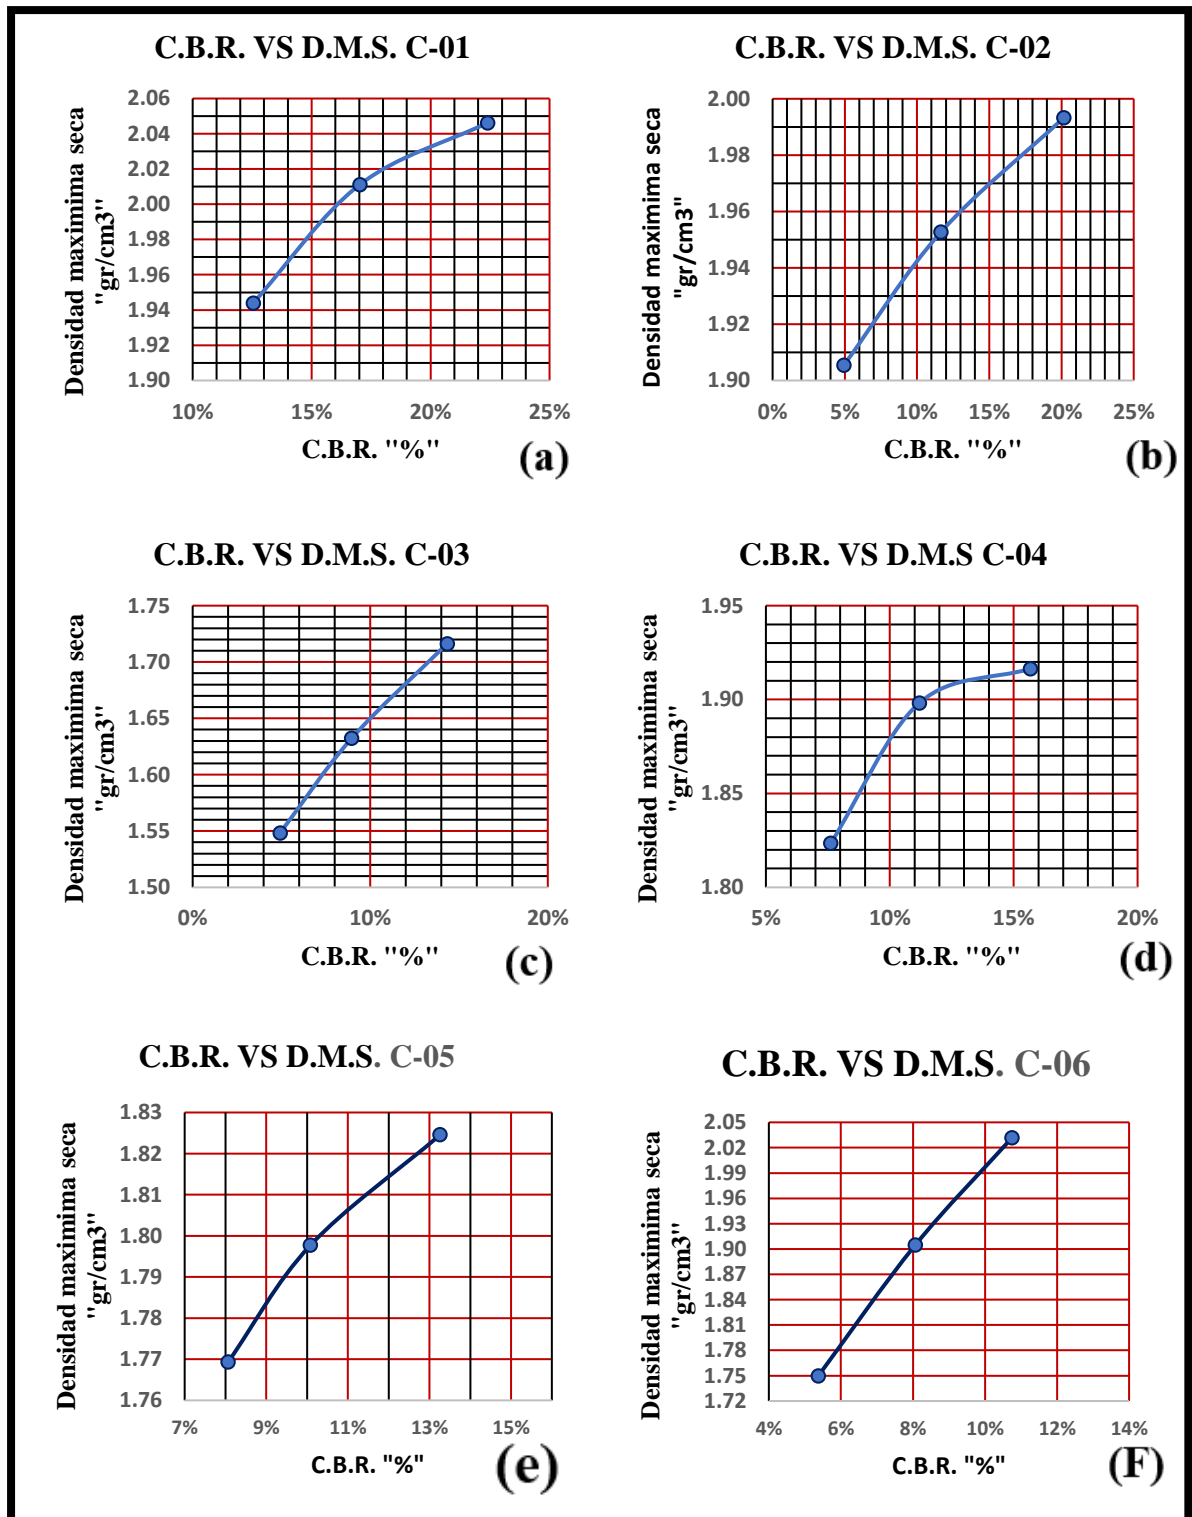 C.B.R. VS D.M.S. C-01
Densidad maxima seca
"gr/cm3"
2.06
2.04
2.02
2.00
1.98
1.96
1.94
1.92
1.90
10% 15% 20% 25%
C.B.R. "%"
(a)
C.B.R. VS D.M.S. C-02
Densidad maxima seca
"gr/cm3"
2.00
1.98
1.96
1.94
1.92
1.90
0% 5% 10% 15% 20% 25%
C.B.R. "%"
(b)
C.B.R. VS D.M.S. C-03
Densidad maxima seca
"gr/cm3"
1.75
1.70
1.65
1.60
1.55
1.50
0% 10% 20%
C.B.R. "%"
(c)
C.B.R. VS D.M.S C-04
Densidad maxima seca
"gr/cm3"
1.95
1.90
1.85
1.80
5% 10% 15% 20%
C.B.R. "%"
(d)
C.B.R. VS D.M.S. C-05
Densidad maxima seca
"gr/cm3"
1.83
1.82
1.81
1.80
1.79
1.78
1.77
1.76
7% 9% 11% 13% 15%
C.B.R. "%"
(e)
C.B.R. VS D.M.S. C-06
Densidad maxima seca
"gr/cm3"
2.05
2.02
1.99
1.96
1.93
1.90
1.87
1.84
1.81
1.78
1.75
1.72
4% 6% 8% 10% 12% 14%
C.B.R. "%"
(F)